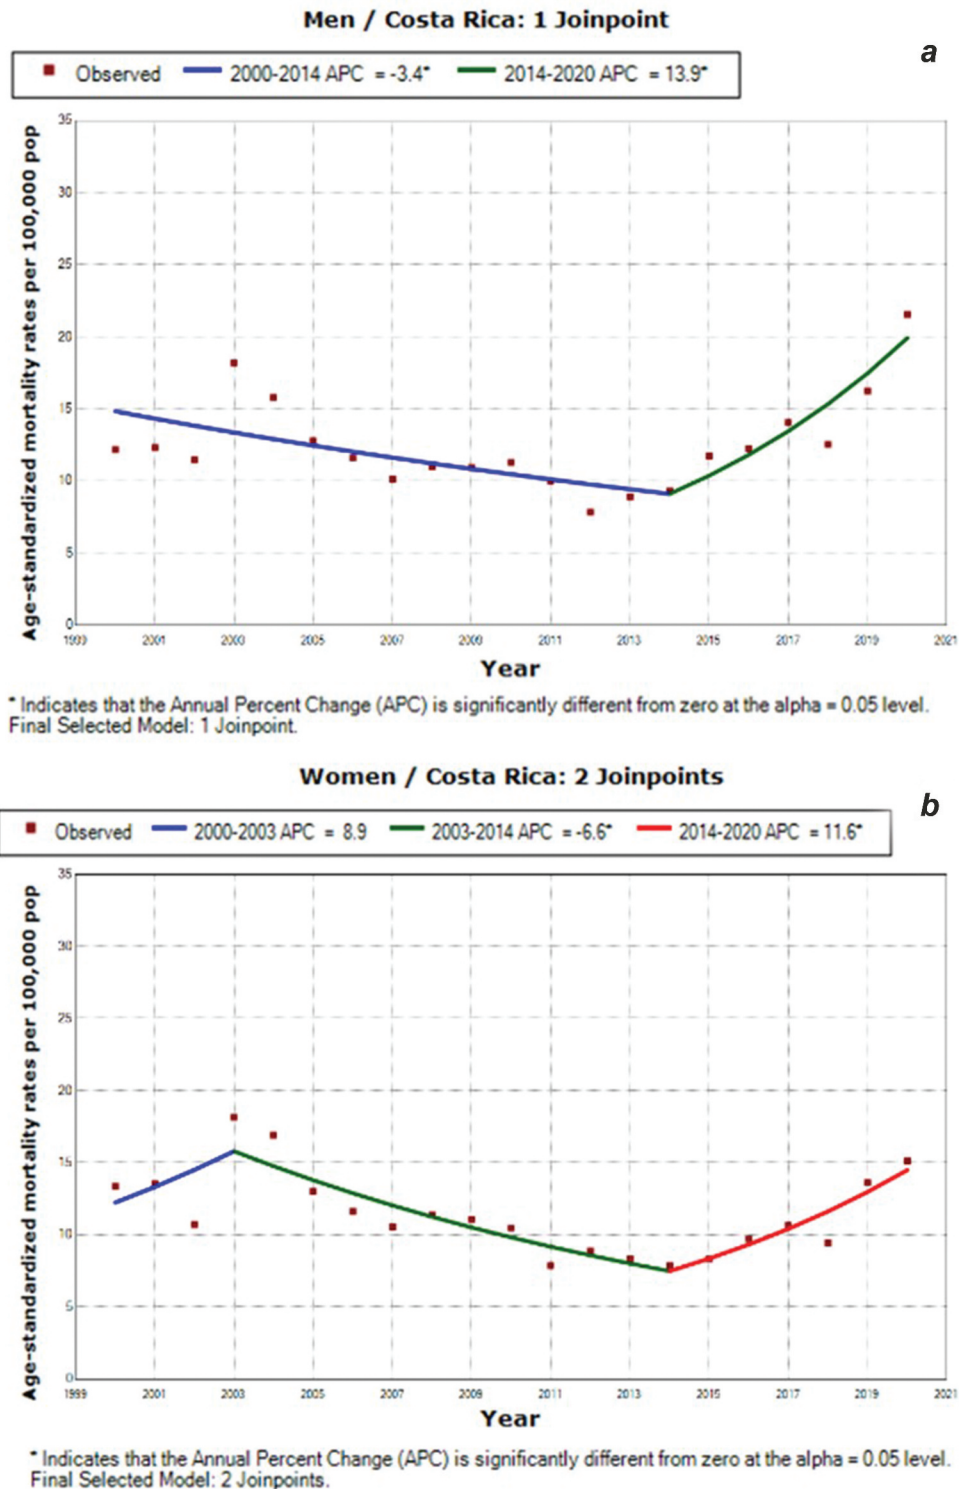 Men / Costa Rica: 1 Joinpoint
a
Observed 2000-2014 APC = -3.4* 2014-2020 APC = 13.9*
Age-standardized mortality rates per 100,000 pop
35
30
25
20
15
10
5
0
1999 2001 2003 2005 2007 2009 2011 2013 2015 2017 2019 2021
Year
* Indicates that the Annual Percent Change (APC) is significantly different from zero at the alpha = 0.05 level.
Final Selected Model: 1 Joinpoint.
Women / Costa Rica: 2 Joinpoints
b
Observed 2000-2003 APC = 8.9 2003-2014 APC = -6.6* 2014-2020 APC = 11.6*
Age-standardized mortality rates per 100,000 pop
35
30
25
20
15
10
5
0
1999 2001 2003 2005 2007 2009 2011 2013 2015 2017 2019 2021
Year
* Indicates that the Annual Percent Change (APC) is significantly different from zero at the alpha = 0.05 level.
Final Selected Model: 2 Joinpoints.